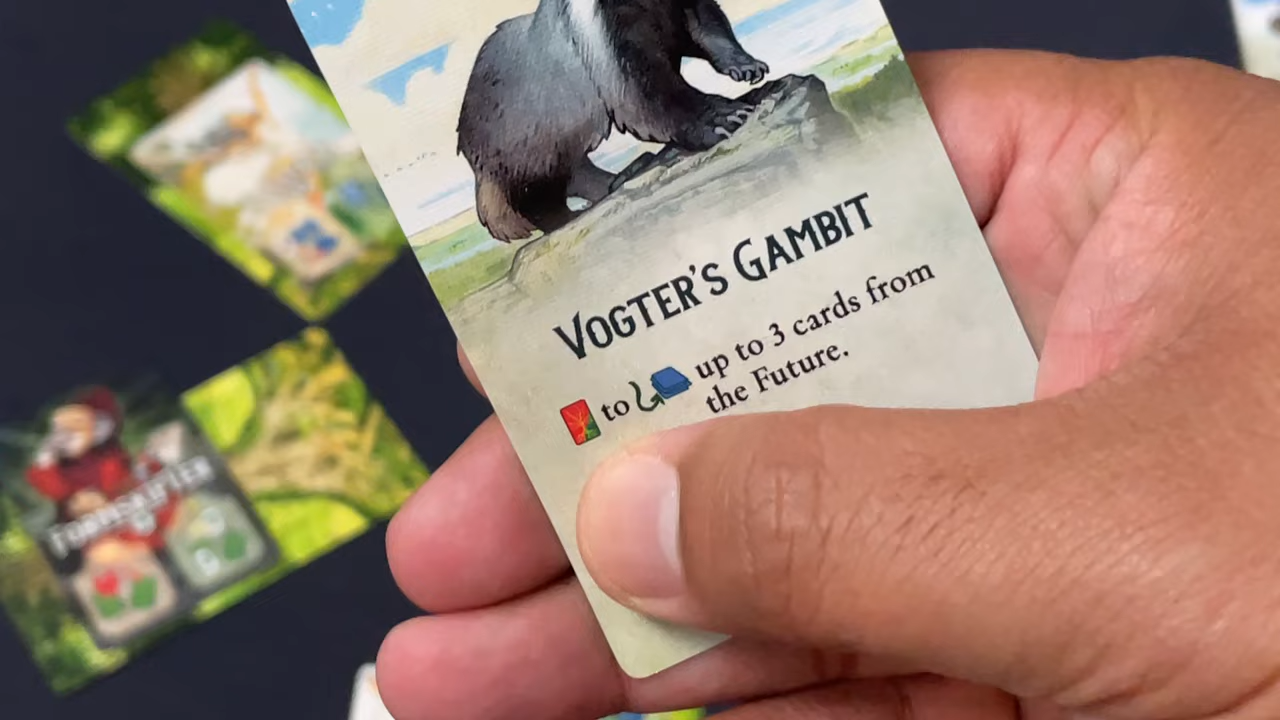 VOGTER'S GAMBIT
to up to 3 cards from
the Future.